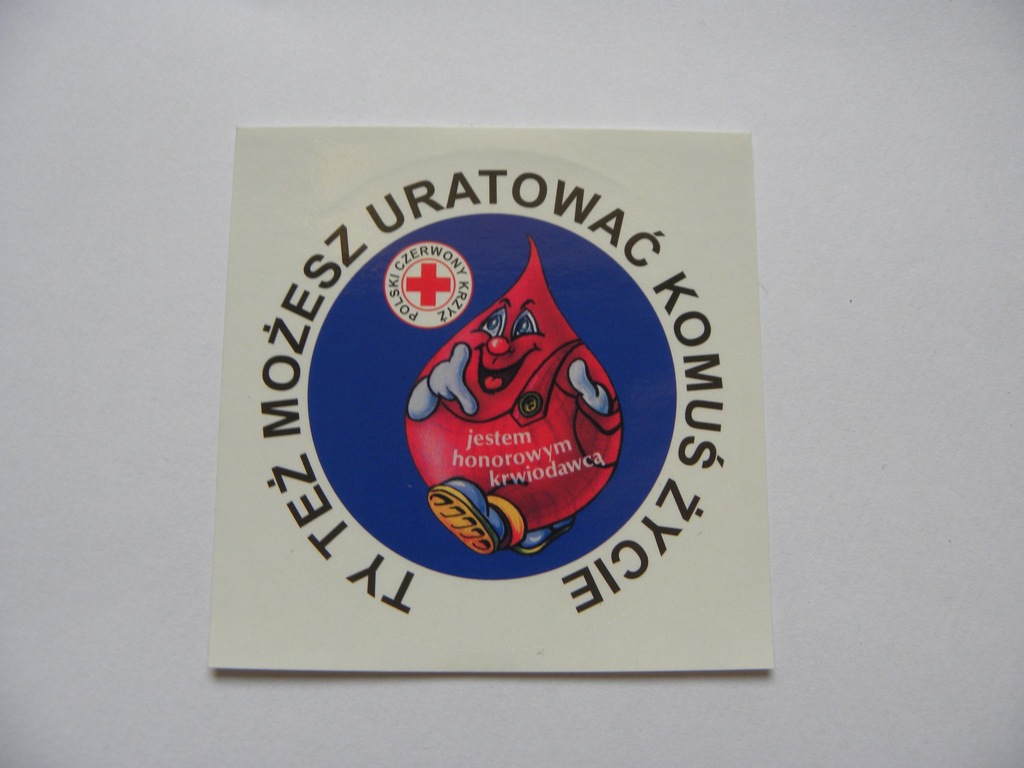 TY TEŻ MOŻESZ URATOWAĆ KOMUŚ ŻYCIE
POLSKI CZERWONY KRZYŻ
jestem
honorowym
krwiodawcą